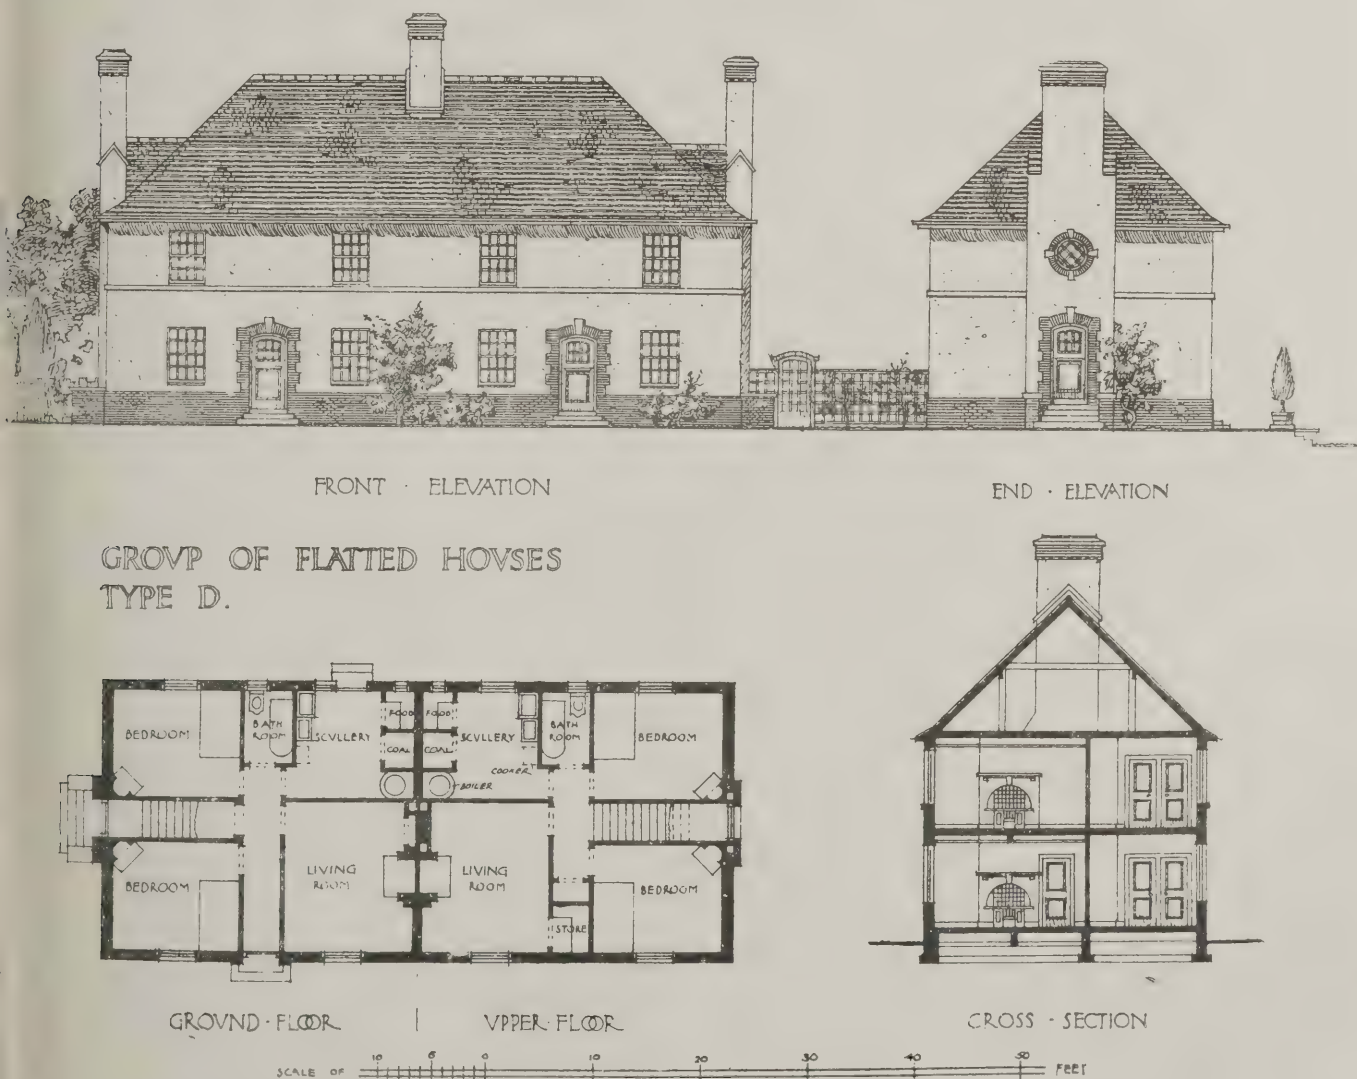 FRONT · ELEVATION
END · ELEVATION
GROVP OF FLATTED HOVSES
TYPE D.
BEDROOM
BATH
ROOM
SCVLLERY
FOOD
FOOD
COAL
COAL
SCVLLERY
BATH
ROOM
BEDROOM
COOKER
BOILER
BEDROOM
LIVING
ROOM
LIVING
ROOM
STORE
BEDROOM
GROVND · FLOOR
VPPER · FLOOR
CROSS · SECTION
SCALE OF 10 5 0 10 20 30 40 50 FEET